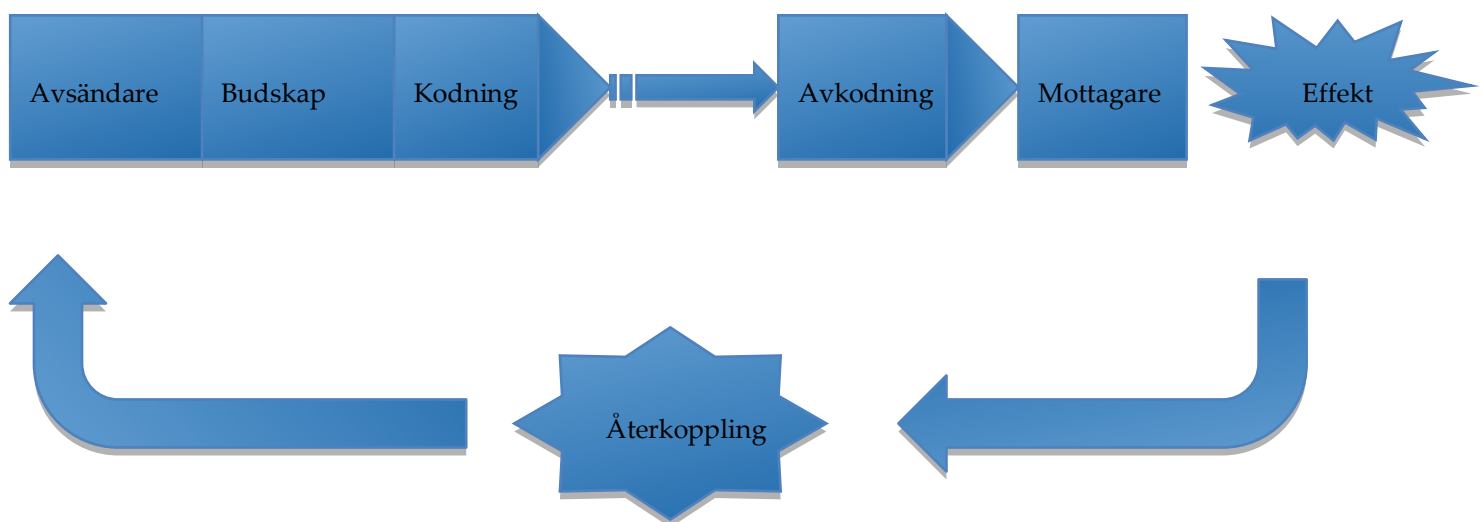 Avsändare
Budskap
Kodning
Avkodning
Mottagare
Effekt
Återkoppling